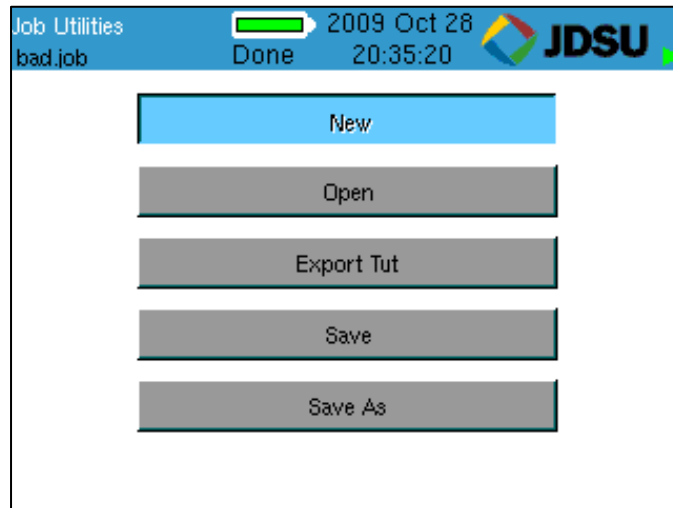 Job Utilities
2009 Oct 28
JDSU
bad.job
Done
20:35:20
New
Open
Export Tut
Save
Save As